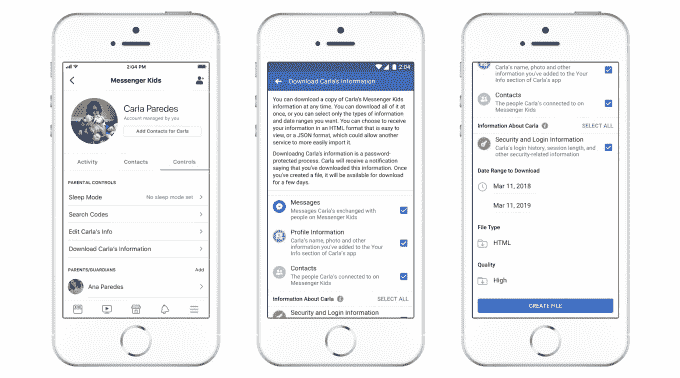 2:04 PM
Messenger Kids
Carla Paredes
Account managed by you
Add Contacts for Carla
Activity
Contacts
Controls
PARENTAL CONTROLS
Sleep Mode
No sleep mode set
Search Codes
Edit Carla's Info
Download Carla's Information
PARENTS/GUARDIANS
Add
Ana Paredes
2:04
Download Carla's Information
You can download a copy of Carla's Messenger Kids
information at any time. You can download all of it at
once, or you can select only the types of information
and date ranges you want. You can choose to receive
your information in an HTML format that is easy to
view, or a JSON format, which could allow another
service to more easily import it.
Downloading Carla's information is a password-
protected process. Carla will receive a notification
saying that you've downloaded this information. Once
you've created a file, it will be available for download
for a few days.
Messages
Messages Carla's exchanged with
people on Messenger Kids
Profile Information
Carla's name, photo and other
information you've added to the Your
Info section of Carla's app
Contacts
The people Carla's connected to on
Messenger Kids
Information About Carla
SELECT ALL
Security and Login Information
Carla's name, photo and other
information you've added to the Your
Info section of Carla's app
Contacts
The people Carla's connected to on
Messenger Kids
Information About Carla
SELECT ALL
Security and Login Information
Carla's login history, session length, and
other security-related information
Date Range to Download
Mar 11, 2018
Mar 11, 2019
File Type
HTML
Quality
High
CREATE FILE